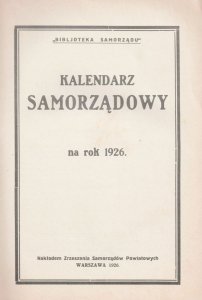 „BIBLJOTEKA SAMORZĄDU"
KALENDARZ
SAMORZĄDOWY
na rok 1926.
Nakładem Zrzeszenia Samorządów Powiatowych
WARSZAWA 1926